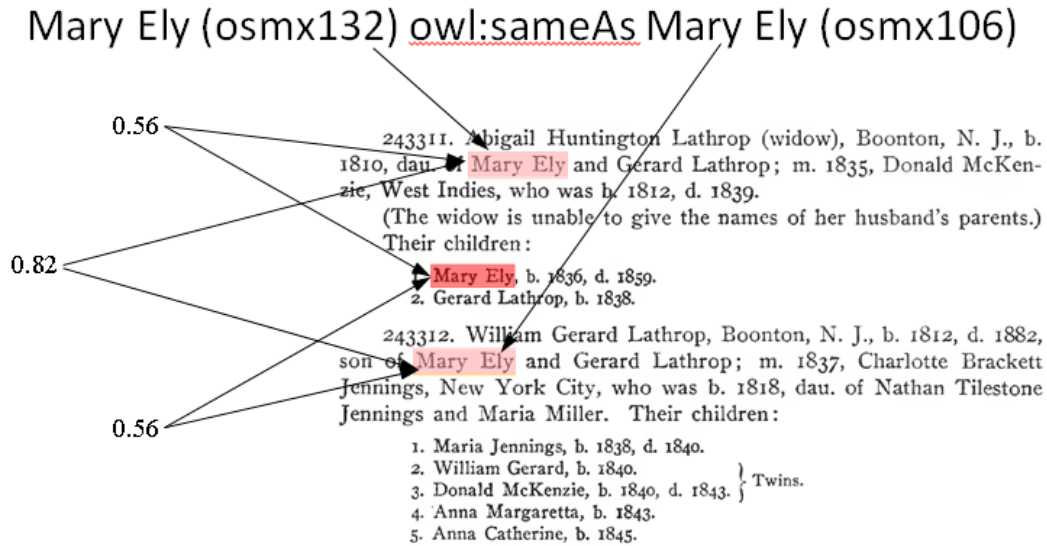 Mary Ely (osmx132) owl:sameAs Mary Ely (osmx106)
0.56
243311. Abigail Huntington Lathrop (widow), Boonton, N. J., b.
1810, dau. of Mary Ely and Gerard Lathrop; m. 1835, Donald McKen-
zie, West Indies, who was b. 1812, d. 1839.
(The widow is unable to give the names of her husband's parents.)
Their children:
0.82
1. Mary Ely, b. 1836, d. 1859.
2. Gerard Lathrop, b. 1838.
243312. William Gerard Lathrop, Boonton, N. J., b. 1812, d. 1882,
son of Mary Ely and Gerard Lathrop; m. 1837, Charlotte Brackett
Jennings, New York City, who was b. 1818, dau. of Nathan Tilestone
Jennings and Maria Miller. Their children:
0.56
1. Maria Jennings, b. 1838, d. 1840.
2. William Gerard, b. 1840.
3. Donald McKenzie, b. 1840, d. 1843. } Twins.
4. Anna Margaretta, b. 1843.
5. Anna Catherine, b. 1845.